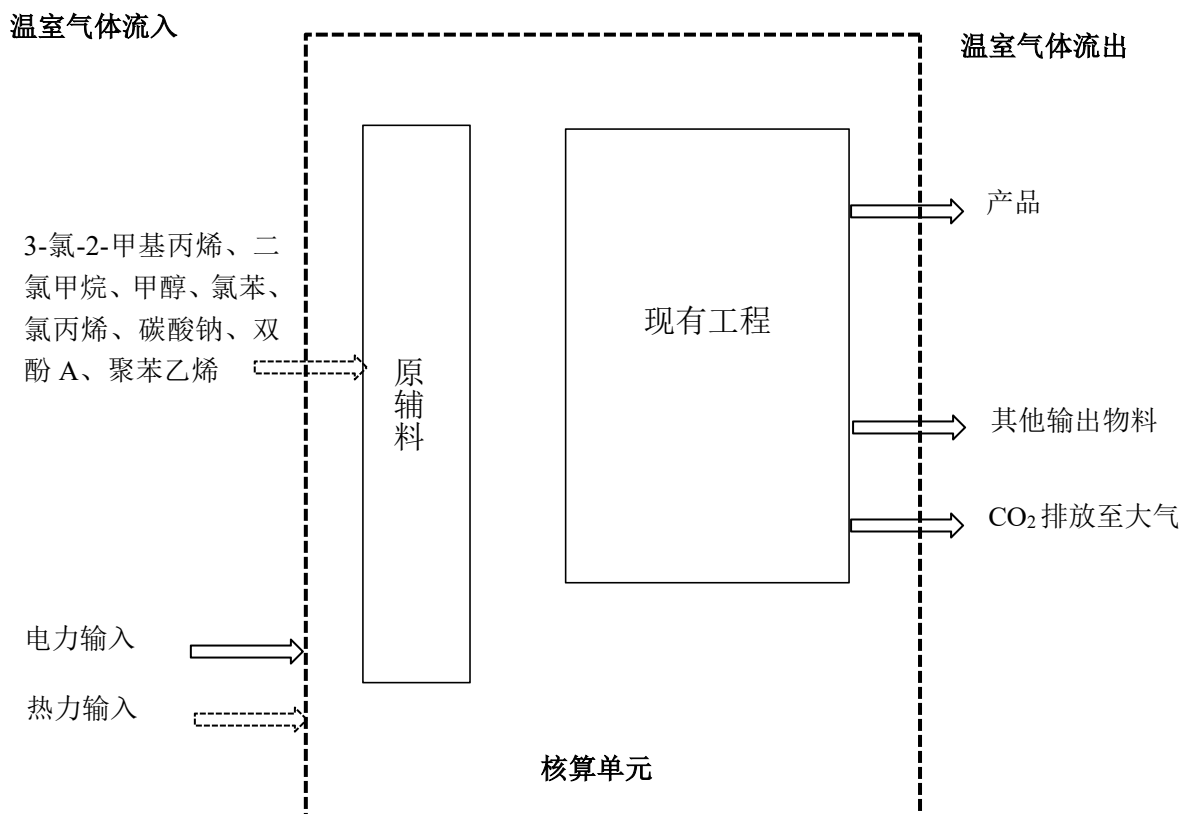 温室气体流入
温室气体流出
产品
3-氯-2-甲基丙烯、二
氯甲烷、甲醇、氯苯、
氯丙烯、碳酸钠、双
酚 A、聚苯乙烯
现有工程
原
辅
料
其他输出物料
CO₂排放至大气
电力输入
热力输入
核算单元